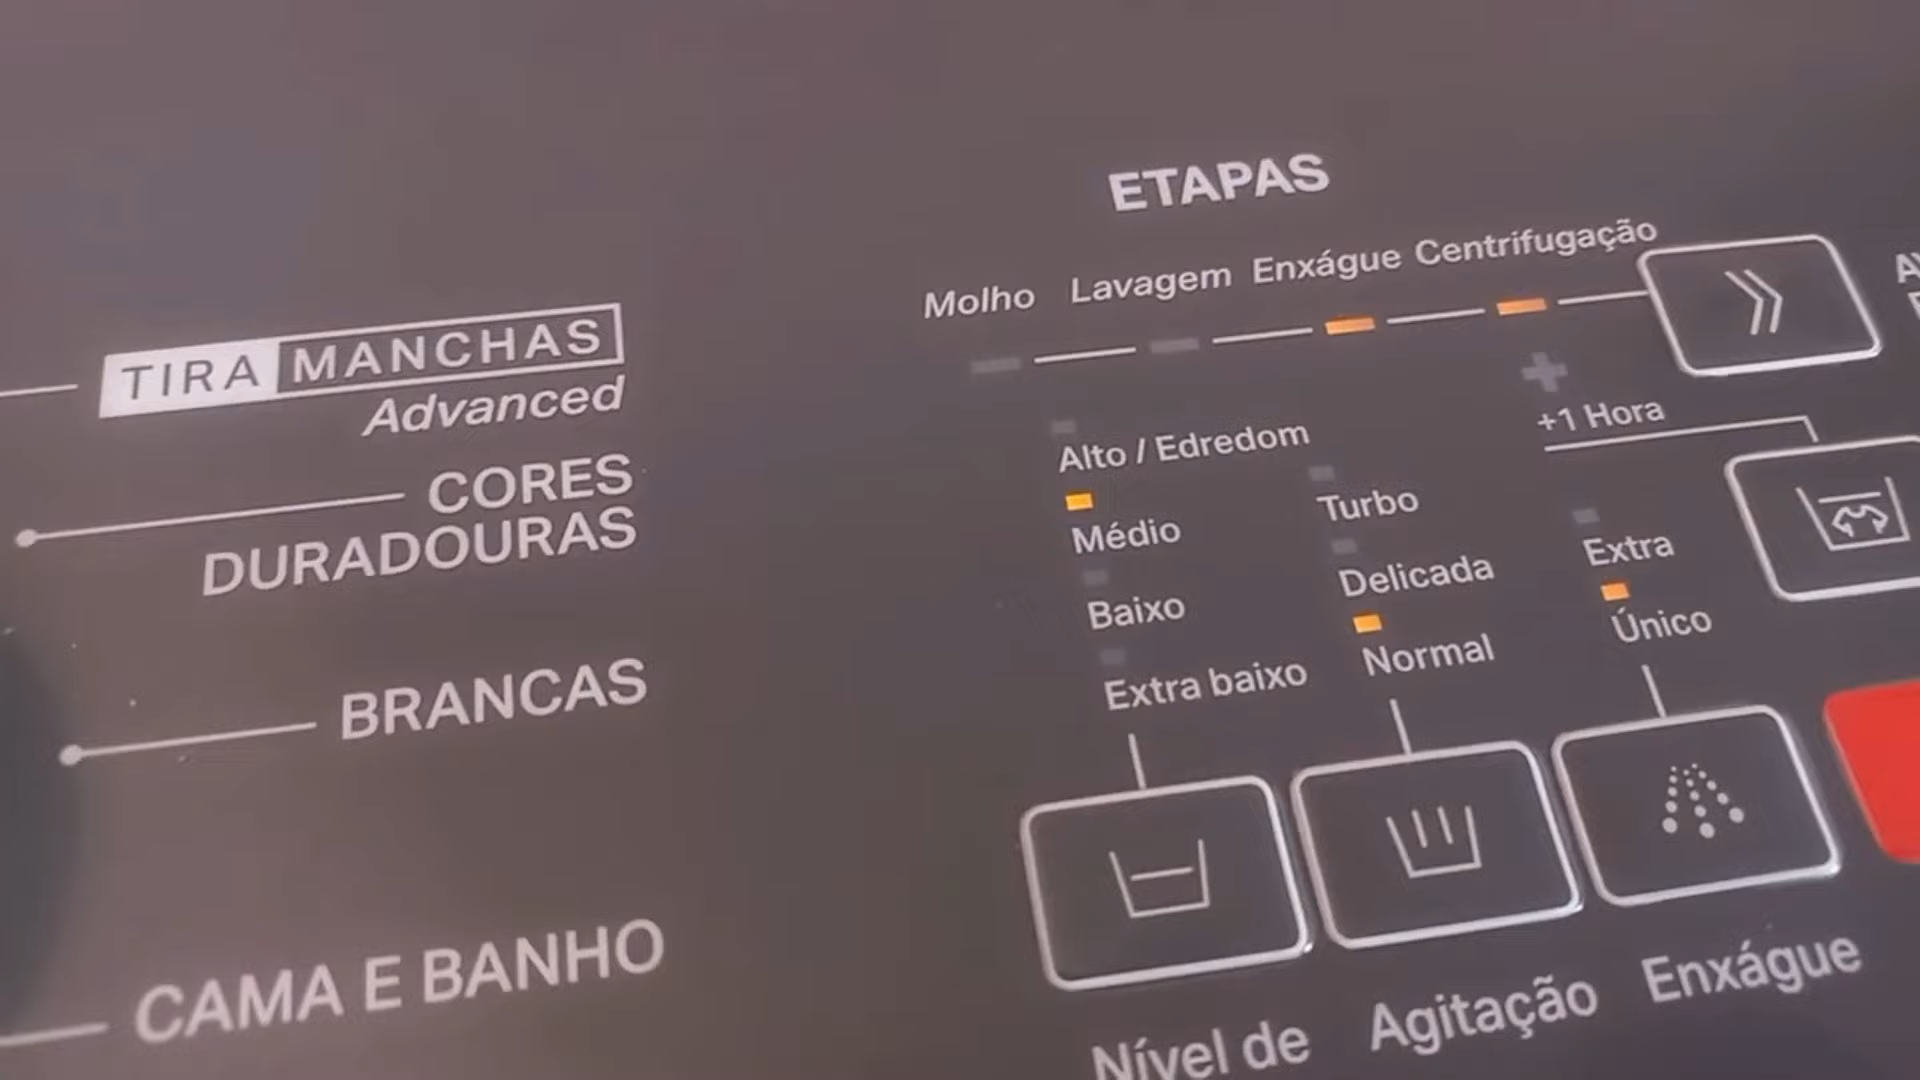 ETAPAS
Molho Lavagem Enxágue Centrifugação
TIRA MANCHAS
Advanced
CORES
DURADOURAS
BRANCAS
CAMA E BANHO
+1 Hora
Alto / Edredom
Médio
Baixo
Extra baixo
Turbo
Delicada
Normal
Extra
Único
Nível de Agitação Enxágue